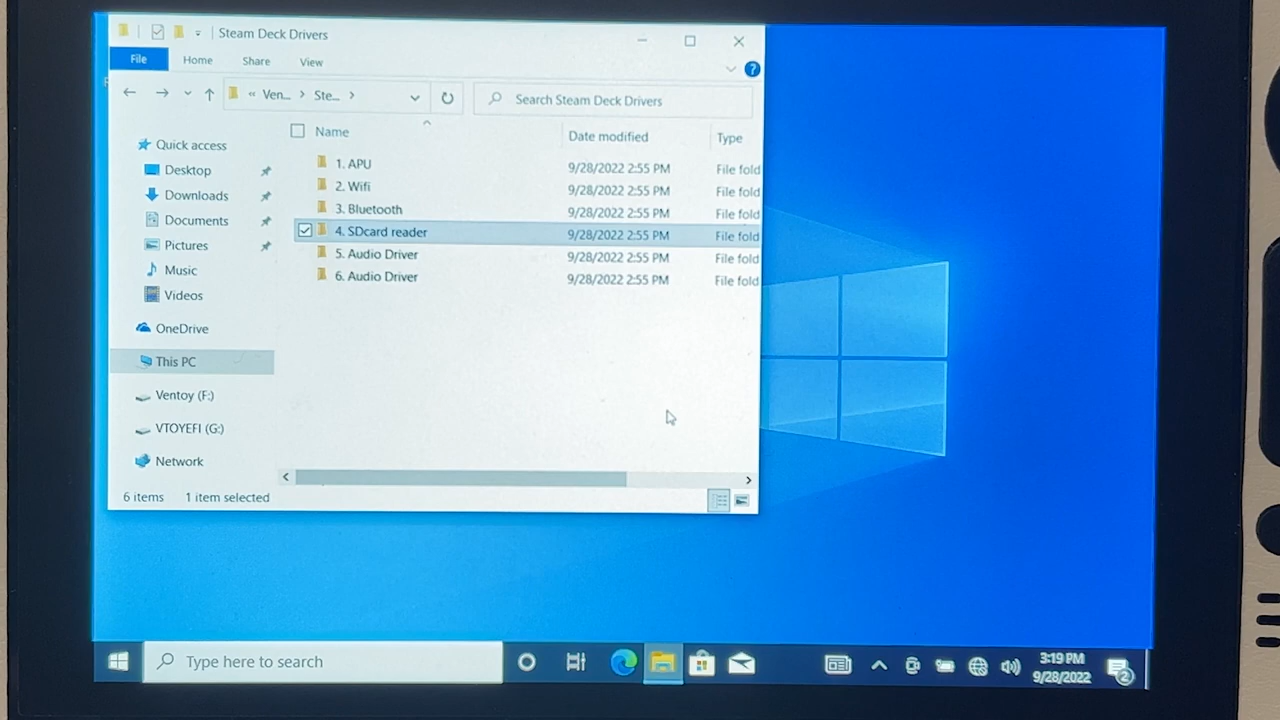 Steam Deck Drivers
File Home Share View
« Ven... > Ste... >
Search Steam Deck Drivers
Name Date modified Type
Quick access
Desktop
Downloads
Documents
Pictures
Music
Videos
OneDrive
This PC
Ventoy (F:)
VTOYEFI (G:)
Network
1. APU 9/28/2022 2:55 PM File fold
2. Wifi 9/28/2022 2:55 PM File fold
3. Bluetooth 9/28/2022 2:55 PM File fold
4. SDcard reader 9/28/2022 2:55 PM File fold
5. Audio Driver 9/28/2022 2:55 PM File fold
6. Audio Driver 9/28/2022 2:55 PM File fold
6 items 1 item selected
Type here to search
3:19 PM
9/28/2022
2